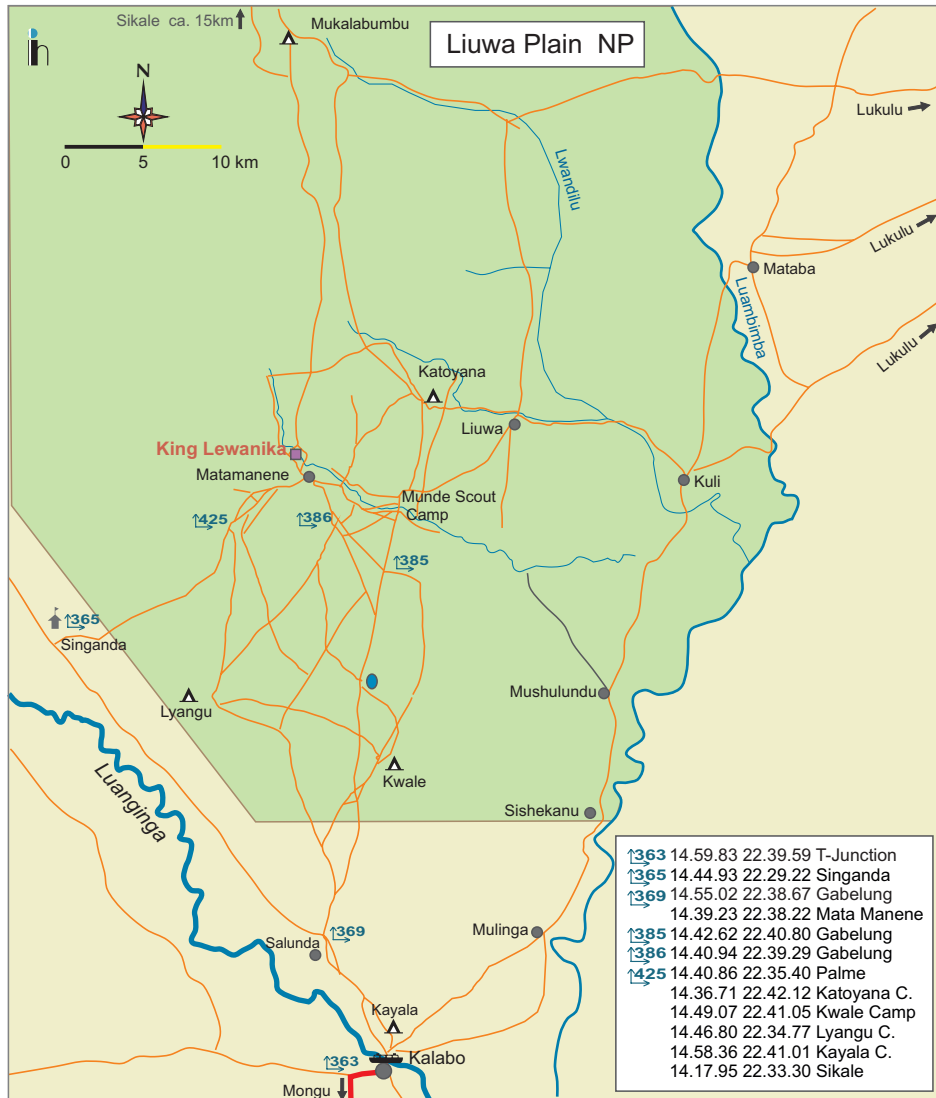 Sikale ca. 15km
Mukalabumbu
Liuwa Plain NP
N
0 5 10 km
Lukulu
Lwandilu
Lukulu
Mataba
Luambimba
Lukulu
Katoyana
Liuwa
King Lewanika
Matamanene
Kuli
Munde Scout
Camp
425
386
385
365
Singanda
Lyangu
Mushulundu
Kwale
Luanginga
Sishekanu
369
Salunda
Mulinga
Kayala
363
Kalabo
Mongu
363 14.59.83 22.39.59 T-Junction
365 14.44.93 22.29.22 Singanda
369 14.55.02 22.38.67 Gabelung
14.39.23 22.38.22 Mata Manene
385 14.42.62 22.40.80 Gabelung
386 14.40.94 22.39.29 Gabelung
425 14.40.86 22.35.40 Palme
14.36.71 22.42.12 Katoyana C.
14.49.07 22.41.05 Kwale Camp
14.46.80 22.34.77 Lyangu C.
14.58.36 22.41.01 Kayala C.
14.17.95 22.33.30 Sikale